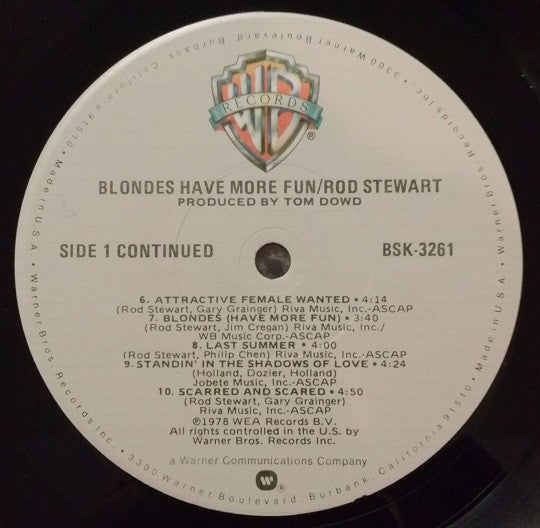 WB
RECORDS
®
BLONDES HAVE MORE FUN/ROD STEWART
PRODUCED BY TOM DOWD
SIDE 1 CONTINUED
BSK-3261
6. ATTRACTIVE FEMALE WANTED • 4:14
(Rod Stewart, Gary Grainger) Riva Music, Inc.-ASCAP
7. BLONDES (HAVE MORE FUN) • 3:40
(Rod Stewart, Jim Cregan) Riva Music, Inc./
WB Music Corp.-ASCAP
8. LAST SUMMER • 4:00
(Rod Stewart, Philip Chen) Riva Music, Inc.-ASCAP
9. STANDIN' IN THE SHADOWS OF LOVE • 4:24
(Holland, Dozier, Holland)
Jobete Music, Inc.-ASCAP
10. SCARRED AND SCARED • 4:50
(Rod Stewart, Gary Grainger)
Riva Music, Inc.-ASCAP
℗1978 WEA Records B.V.
All rights controlled in the U.S. by
Warner Bros. Records Inc.
a Warner Communications Company
®
Warner Bros. Records Inc. • 3300 Warner Boulevard, Burbank, California 91510 • Made in U.S.A. •
Warner Bros. Records Inc. • 3300 Warner Boulevard, Burbank, California 91510 • Made in U.S.A. •